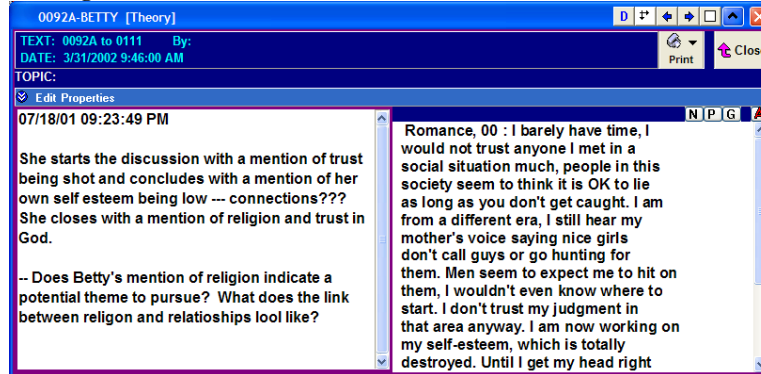 0092A-BETTY [Theory]
D
TEXT: 0092A to 0111 By:
DATE: 3/31/2002 9:46:00 AM
Print
Close
TOPIC:
Edit Properties
N P G A
07/18/01 09:23:49 PM
She starts the discussion with a mention of trust
being shot and concludes with a mention of her
own self esteem being low --- connections???
She closes with a mention of religion and trust in
God.
-- Does Betty's mention of religion indicate a
potential theme to pursue? What does the link
between religon and relatioships lool like?
Romance, 00 : I barely have time, I
would not trust anyone I met in a
social situation much, people in this
society seem to think it is OK to lie
as long as you don't get caught. I am
from a different era, I still hear my
mother's voice saying nice girls
don't call guys or go hunting for
them. Men seem to expect me to hit on
them, I wouldn't even know where to
start. I don't trust my judgment in
that area anyway. I am now working on
my self-esteem, which is totally
destroyed. Until I get my head right